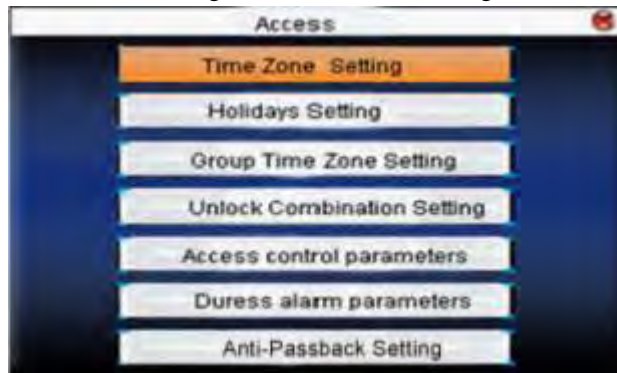 Access
Time Zone Setting
Holidays Setting
Group Time Zone Setting
Unlock Combination Setting
Access control parameters
Duress alarm parameters
Anti-Passback Setting